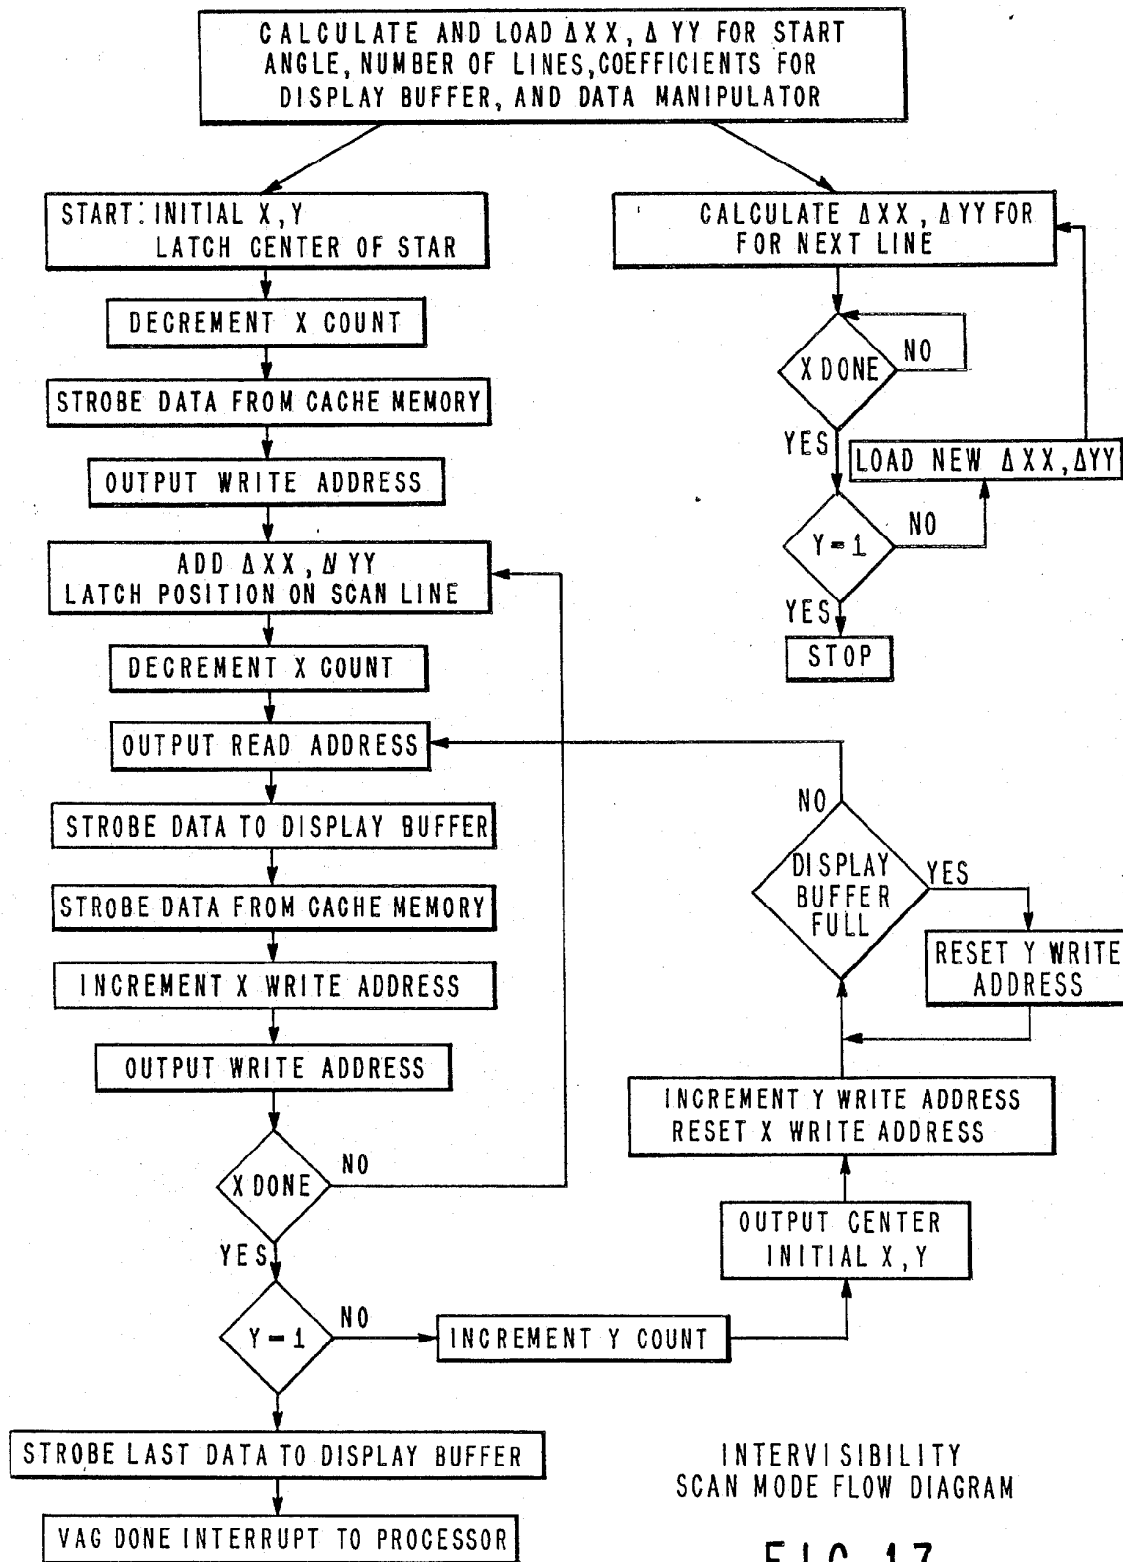 CALCULATE AND LOAD ΔXX, Δ YY FOR START
ANGLE, NUMBER OF LINES, COEFFICIENTS FOR
DISPLAY BUFFER, AND DATA MANIPULATOR
START: INITIAL X, Y
LATCH CENTER OF STAR
DECREMENT X COUNT
STROBE DATA FROM CACHE MEMORY
OUTPUT WRITE ADDRESS
ADD ΔXX, Δ YY
LATCH POSITION ON SCAN LINE
DECREMENT X COUNT
OUTPUT READ ADDRESS
STROBE DATA TO DISPLAY BUFFER
STROBE DATA FROM CACHE MEMORY
INCREMENT X WRITE ADDRESS
OUTPUT WRITE ADDRESS
X DONE
NO
YES
Y = 1
NO
INCREMENT Y COUNT
STROBE LAST DATA TO DISPLAY BUFFER
VAG DONE INTERRUPT TO PROCESSOR
CALCULATE ΔXX, Δ YY FOR
FOR NEXT LINE
X DONE
NO
YES
LOAD NEW ΔXX, ΔYY
Y = 1
NO
YES
STOP
NO
DISPLAY
BUFFER
FULL
YES
RESET Y WRITE
ADDRESS
INCREMENT Y WRITE ADDRESS
RESET X WRITE ADDRESS
OUTPUT CENTER
INITIAL X, Y
INTERVISIBILITY
SCAN MODE FLOW DIAGRAM
FIG. 17